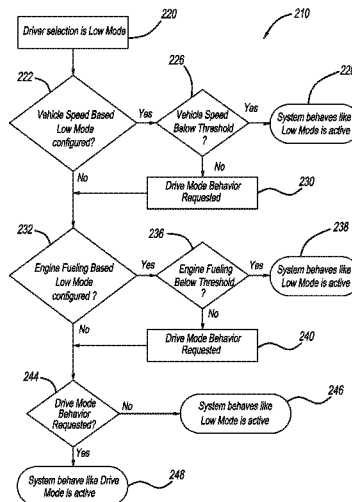 220
210
Driver selection is Low Mode
222
226
228
Vehicle Speed Based
Low Mode
configured?
Yes
Vehicle Speed
Below Threshold
?
Yes
System behaves like
Low Mode is active
No
No
Drive Mode Behavior
Requested
230
232
236
238
Engine Fueling Based
Low Mode
configured ?
Yes
Engine Fueling
Below Threshold
?
Yes
System behaves like
Low Mode is active
No
No
Drive Mode Behavior
Requested
240
244
Drive Mode
Behavior
Requested?
No
System behaves like
Low Mode is active
246
Yes
System behave like Drive
Mode is active
248